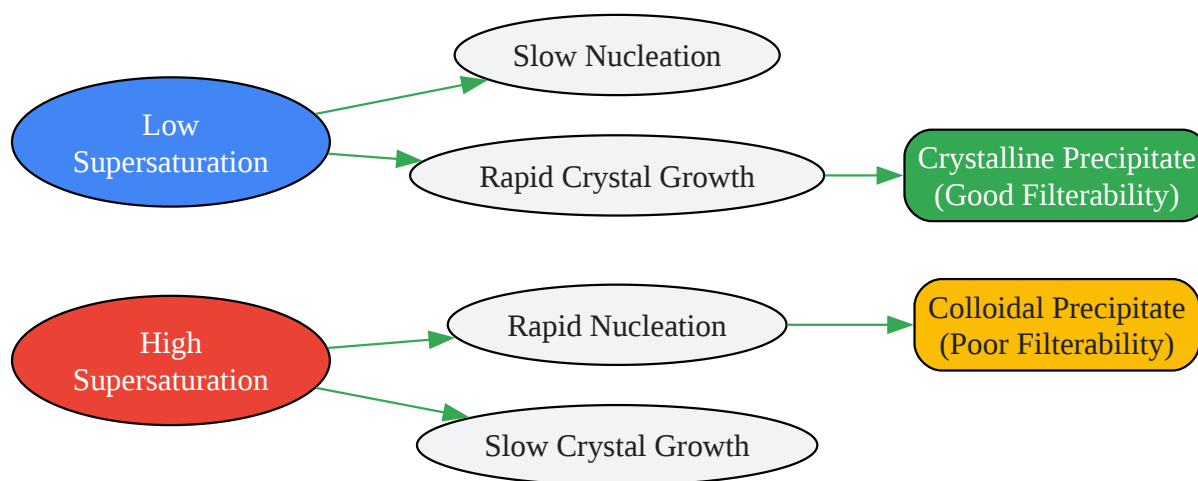 Slow Nucleation
Low
Supersaturation
Rapid Crystal Growth
Crystalline Precipitate
(Good Filterability)
High
Supersaturation
Rapid Nucleation
Colloidal Precipitate
(Poor Filterability)
Slow Crystal Growth